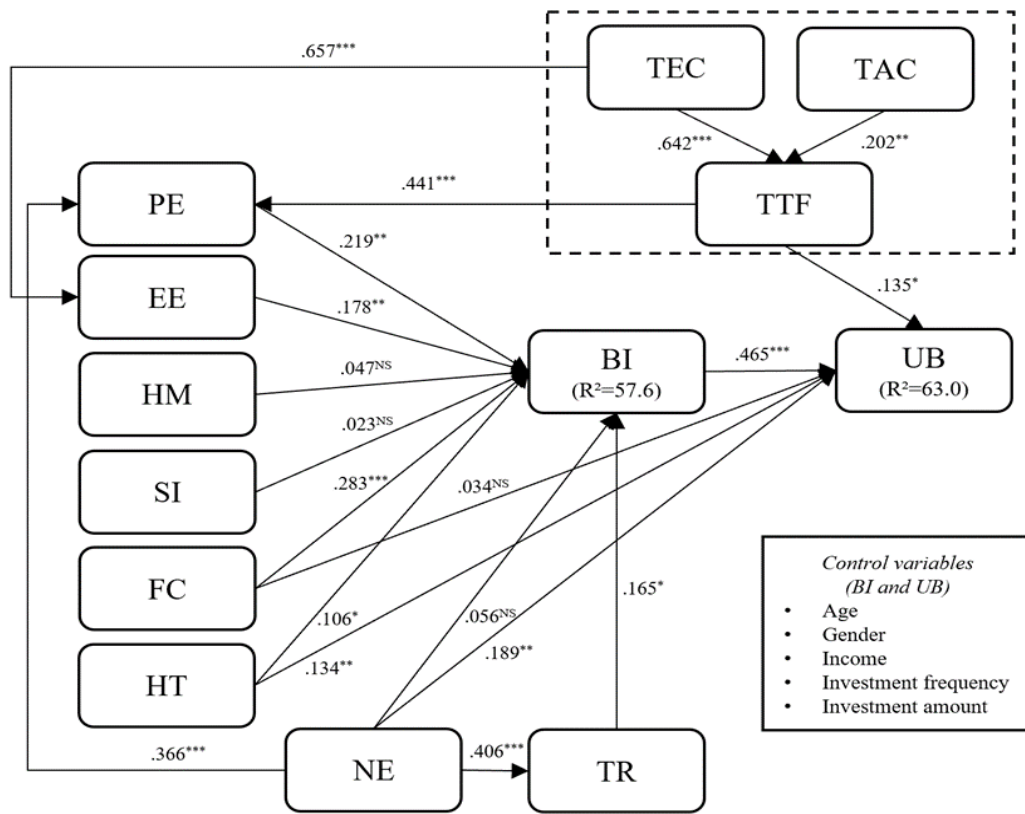 .657***
TEC
TAC
.642***
.202**
PE
.441***
TTF
.219**
EE
.178**
.135*
HM
.047NS
BI
(R²=57.6)
.465***
UB
(R²=63.0)
SI
.023NS
.283***
.034NS
FC
.106*
.056NS
.165*
HT
.134**
.189**
Control variables
(BI and UB)
• Age
• Gender
• Income
• Investment frequency
• Investment amount
.366***
NE
.406***
TR